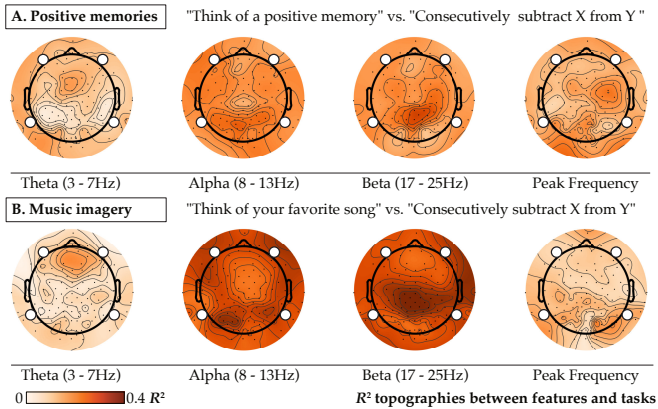 A. Positive memories "Think of a positive memory" vs. "Consecutively subtract X from Y "
Theta (3 - 7Hz) Alpha (8 - 13Hz) Beta (17 - 25Hz) Peak Frequency
B. Music imagery "Think of your favorite song" vs. "Consecutively subtract X from Y"
Theta (3 - 7Hz) Alpha (8 - 13Hz) Beta (17 - 25Hz) Peak Frequency
0 0.4 R² R² topographies between features and tasks